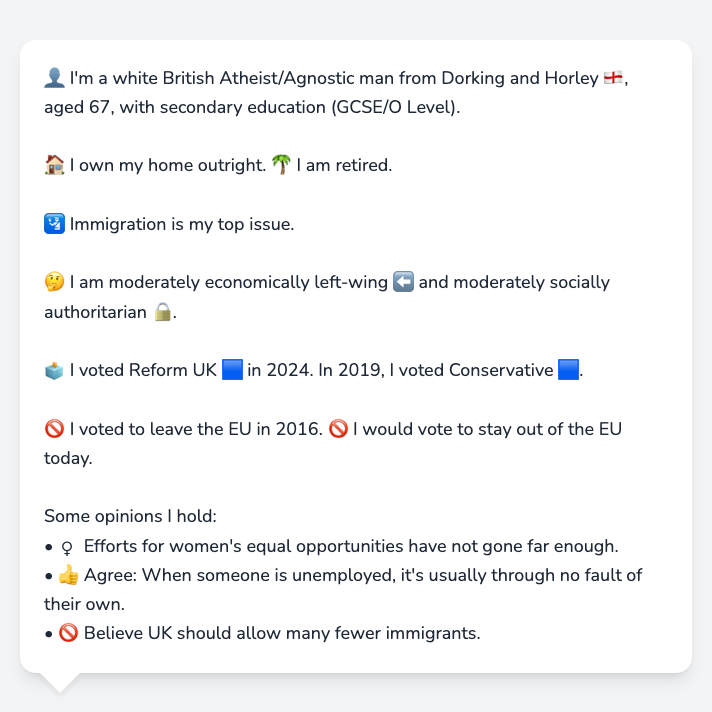 👤 I'm a white British Atheist/Agnostic man from Dorking and Horley 🏴󠁧󠁢󠁥󠁮󠁧󠁿,
aged 67, with secondary education (GCSE/O Level).
🏠 I own my home outright. 🌴 I am retired.
🛂 Immigration is my top issue.
🤔 I am moderately economically left-wing ⬅️ and moderately socially
authoritarian 🔒.
🗳️ I voted Reform UK 🟦 in 2024. In 2019, I voted Conservative 🟦.
🚫 I voted to leave the EU in 2016. 🚫 I would vote to stay out of the EU
today.
Some opinions I hold:
• ♀ Efforts for women's equal opportunities have not gone far enough.
• 👍 Agree: When someone is unemployed, it's usually through no fault of
their own.
• 🚫 Believe UK should allow many fewer immigrants.